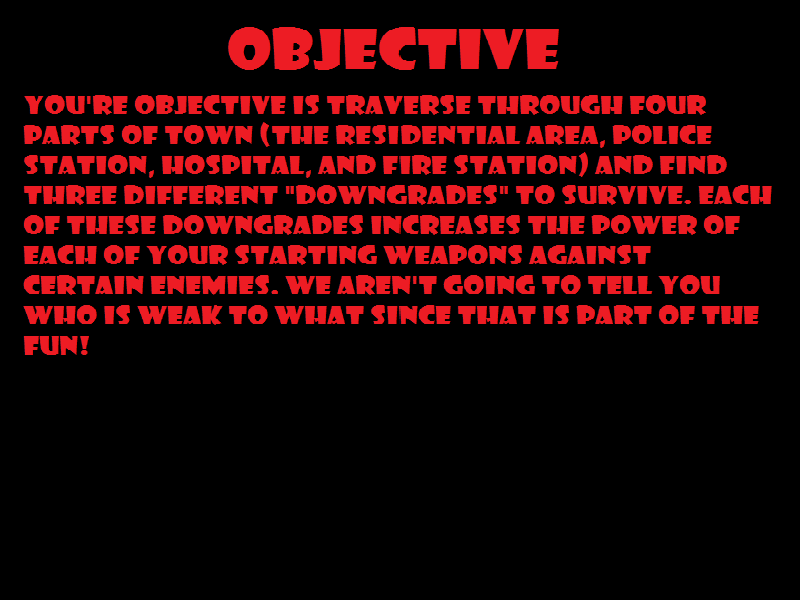 OBJECTIVE
YOU'RE OBJECTIVE IS TRAVERSE THROUGH FOUR
PARTS OF TOWN (THE RESIDENTIAL AREA, POLICE
STATION, HOSPITAL, AND FIRE STATION) AND FIND
THREE DIFFERENT "DOWNGRADES" TO SURVIVE. EACH
OF THESE DOWNGRADES INCREASES THE POWER OF
EACH OF YOUR STARTING WEAPONS AGAINST
CERTAIN ENEMIES. WE AREN'T GOING TO TELL YOU
WHO IS WEAK TO WHAT SINCE THAT IS PART OF THE
FUN!